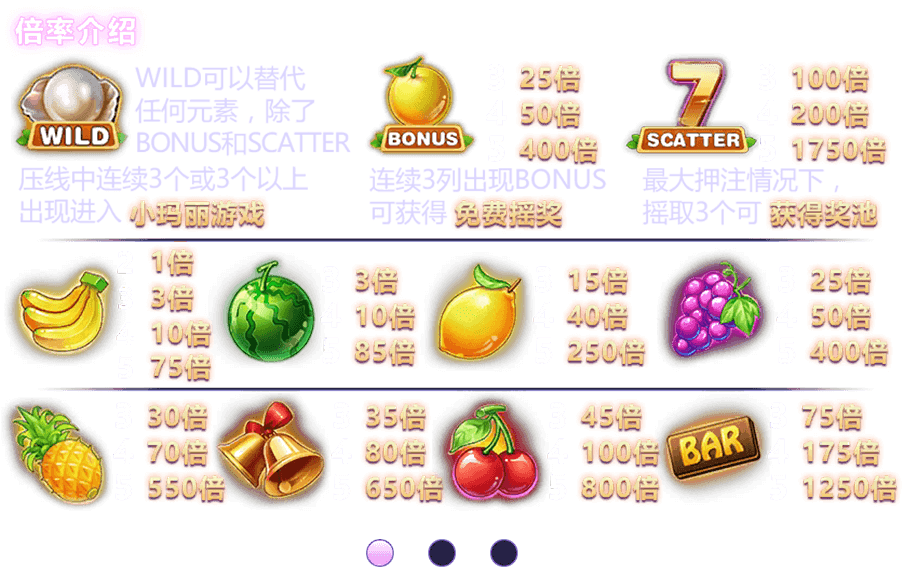 倍率介绍
WILD
WILD可以替代
任何元素，除了
BONUS和SCATTER
压线中连续3个或3个以上
出现进入 小玛丽游戏
BONUS
25倍
50倍
400倍
连续3列出现BONUS
可获得 免费摇奖
7
SCATTER
100倍
200倍
1750倍
最大押注情况下，
摇取3个可 获得奖池
1倍
3倍
10倍
75倍
3倍
10倍
85倍
15倍
40倍
250倍
25倍
50倍
400倍
30倍
70倍
550倍
35倍
80倍
650倍
45倍
100倍
800倍
BAR
75倍
175倍
1250倍